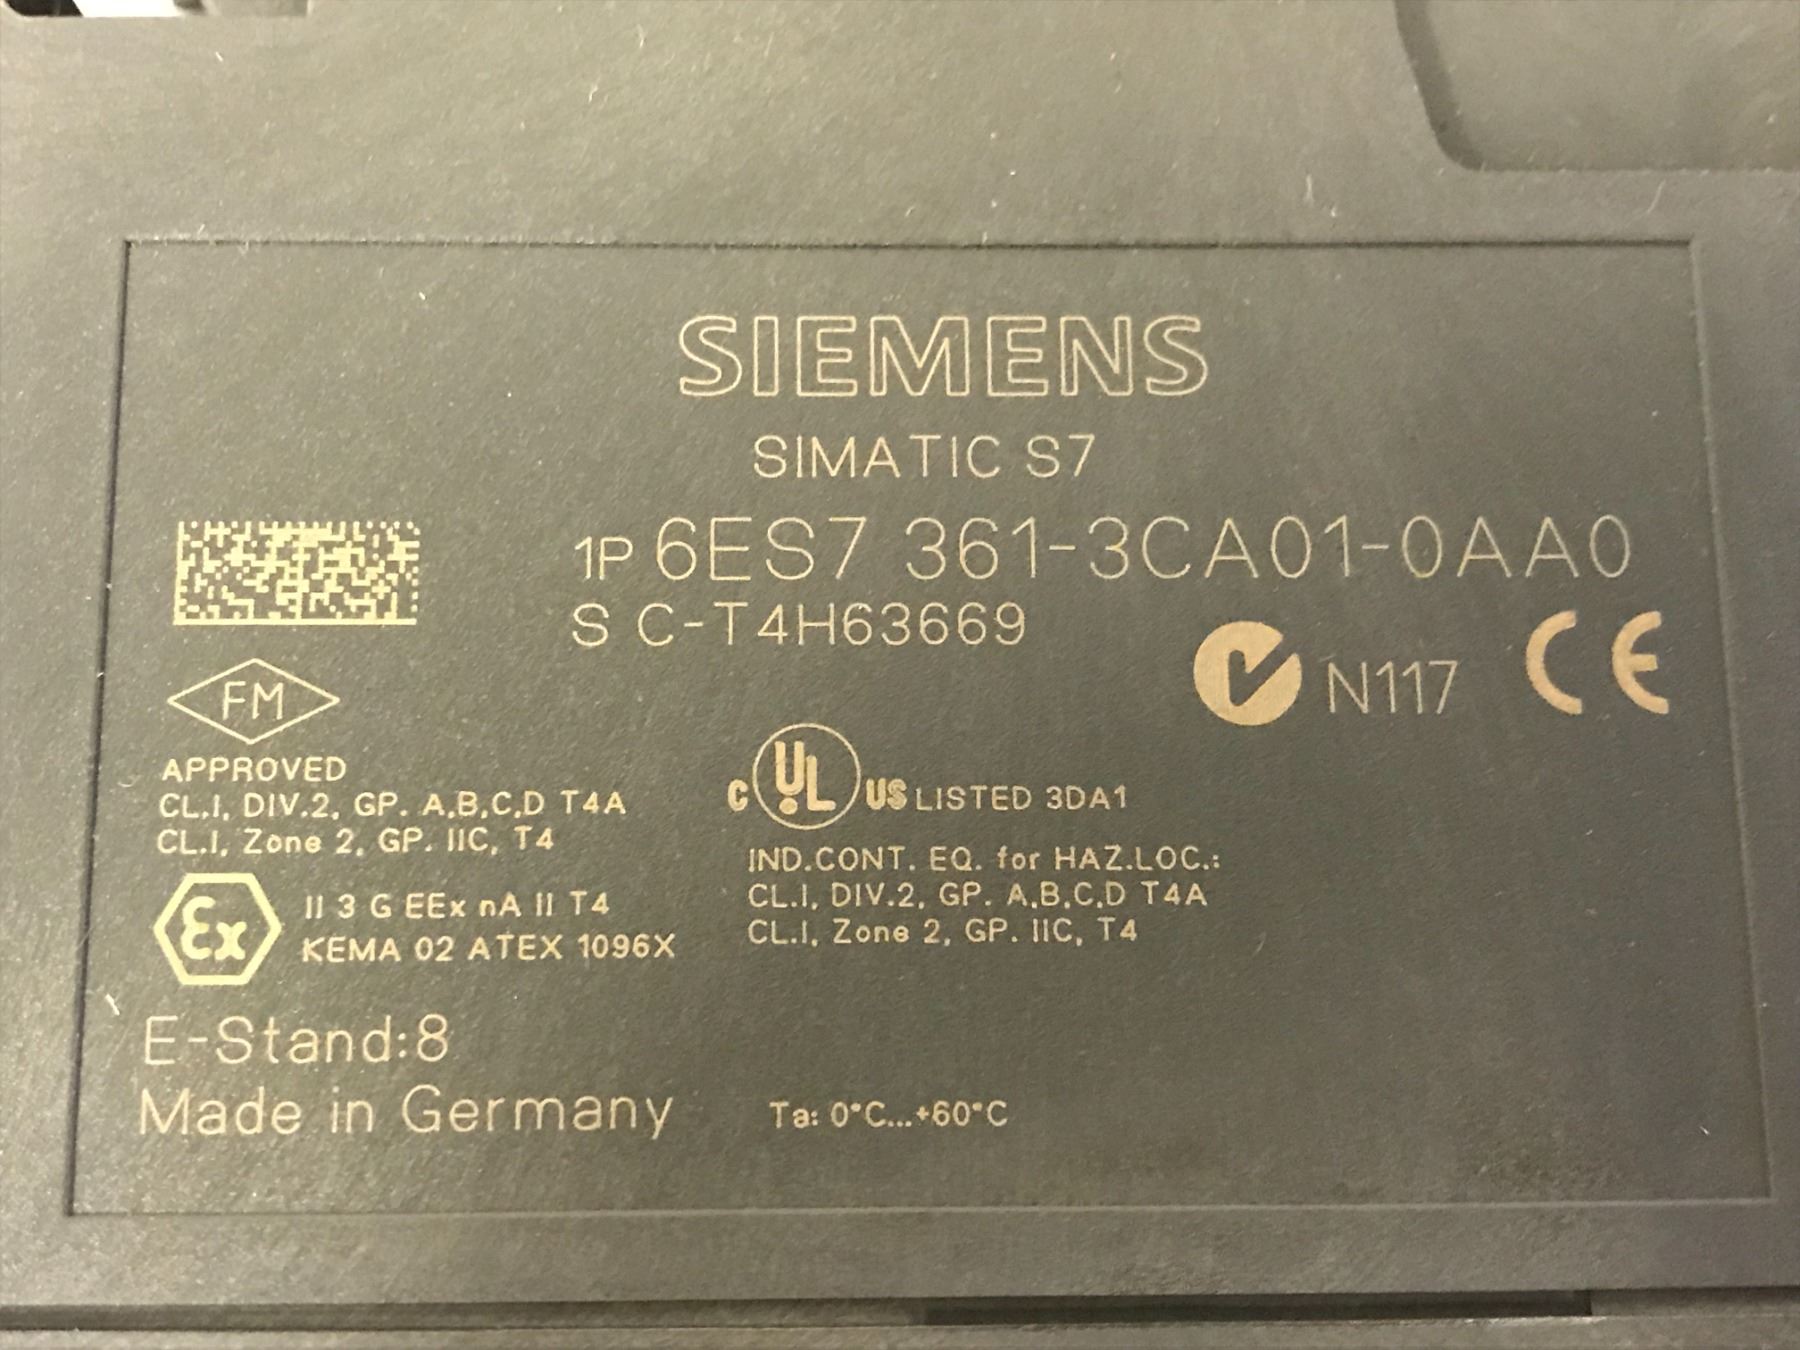 SIEMENS
SIMATIC S7
1P 6ES7 361-3CA01-0AA0
S C-T4H63669
N117 CE
FM
APPROVED
CL.I, DIV.2, GP. A,B,C,D T4A
CL.I, Zone 2, GP. IIC, T4
C UL US LISTED 3DA1
IND.CONT. EQ. for HAZ.LOC.:
CL.I, DIV.2, GP. A,B,C,D T4A
CL.I, Zone 2, GP. IIC, T4
Ex II 3 G EEx nA II T4
KEMA 02 ATEX 1096X
E-Stand:8
Made in Germany
Ta: 0°C...+60°C